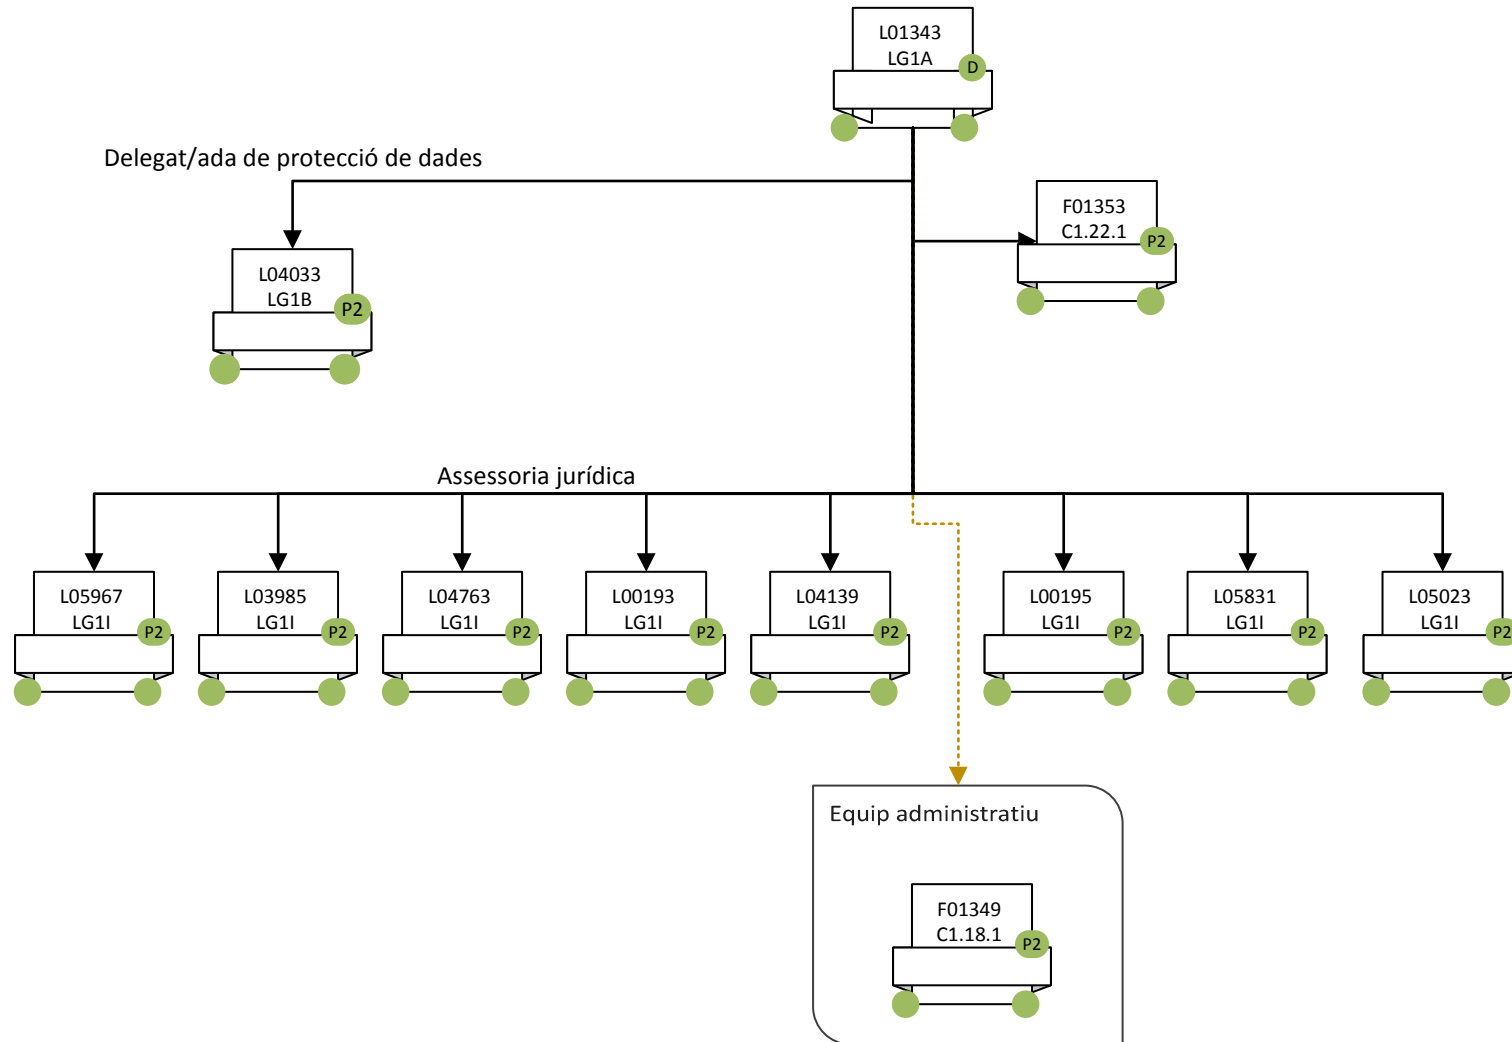 L01343
LG1A
D
Delegat/ada de protecció de dades
F01353
C1.22.1
P2
L04033
LG1B
P2
Assessoria jurídica
L05967
LG1I
P2
L03985
LG1I
P2
L04763
LG1I
P2
L00193
LG1I
P2
L04139
LG1I
P2
L00195
LG1I
P2
L05831
LG1I
P2
L05023
LG1I
P2
Equip administratiu
F01349
C1.18.1
P2